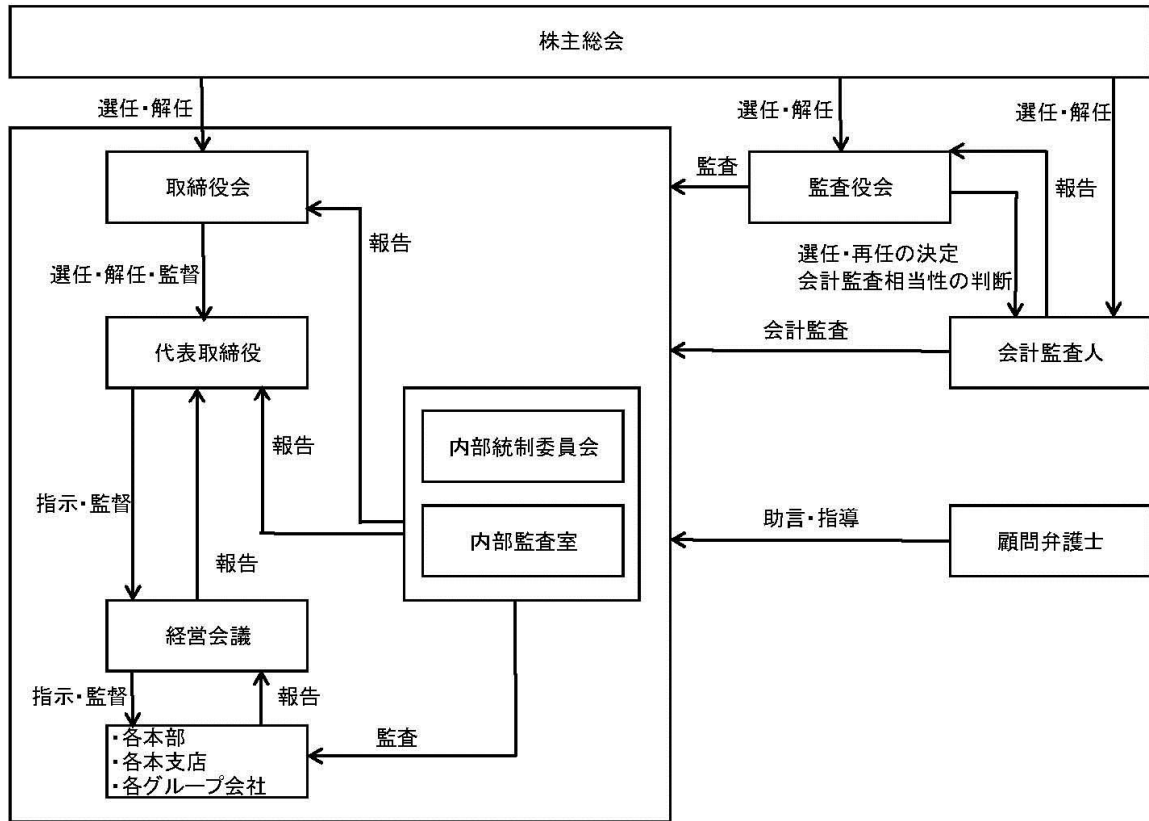 株主総会
選任・解任
選任・解任
選任・解任
取締役会
監査
監査役会
報告
報告
選任・解任・監督
選任・再任の決定
会計監査相当性の判断
代表取締役
会計監査
会計監査人
内部統制委員会
報告
指示・監督
内部監査室
助言・指導
顧問弁護士
報告
経営会議
指示・監督
報告
・各本部
・各本支店
・各グループ会社
監査